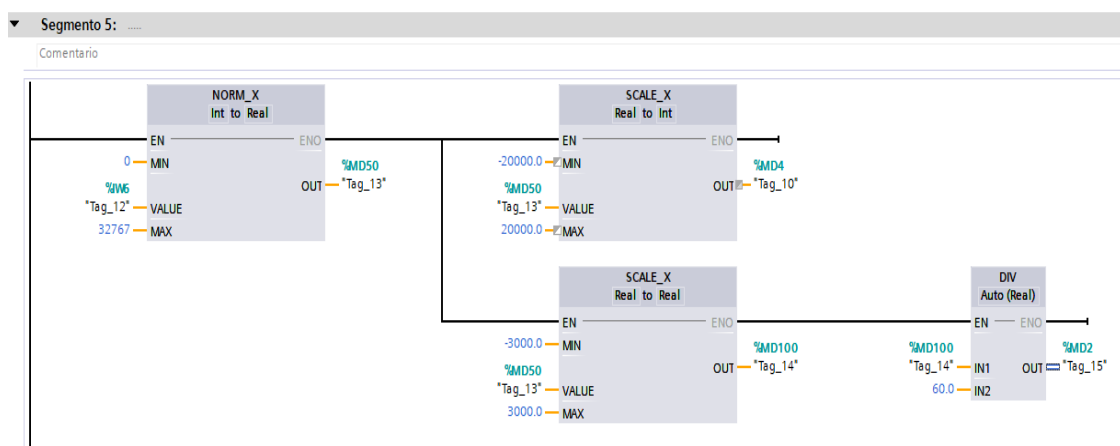 Segmento 5: .....
Comentario
NORM_X
Int to Real
EN ENO
0 MIN
%MD50
OUT "Tag_13"
%IW6
"Tag_12" VALUE
32767 MAX
SCALE_X
Real to Int
EN ENO
-20000.0 MIN
%MD4
OUT "Tag_10"
%MD50
"Tag_13" VALUE
20000.0 MAX
SCALE_X
Real to Real
EN ENO
-3000.0 MIN
%MD100
OUT "Tag_14"
%MD50
"Tag_13" VALUE
3000.0 MAX
DIV
Auto (Real)
EN ENO
%MD100
"Tag_14" IN1
%MD2
OUT "Tag_15"
60.0 IN2